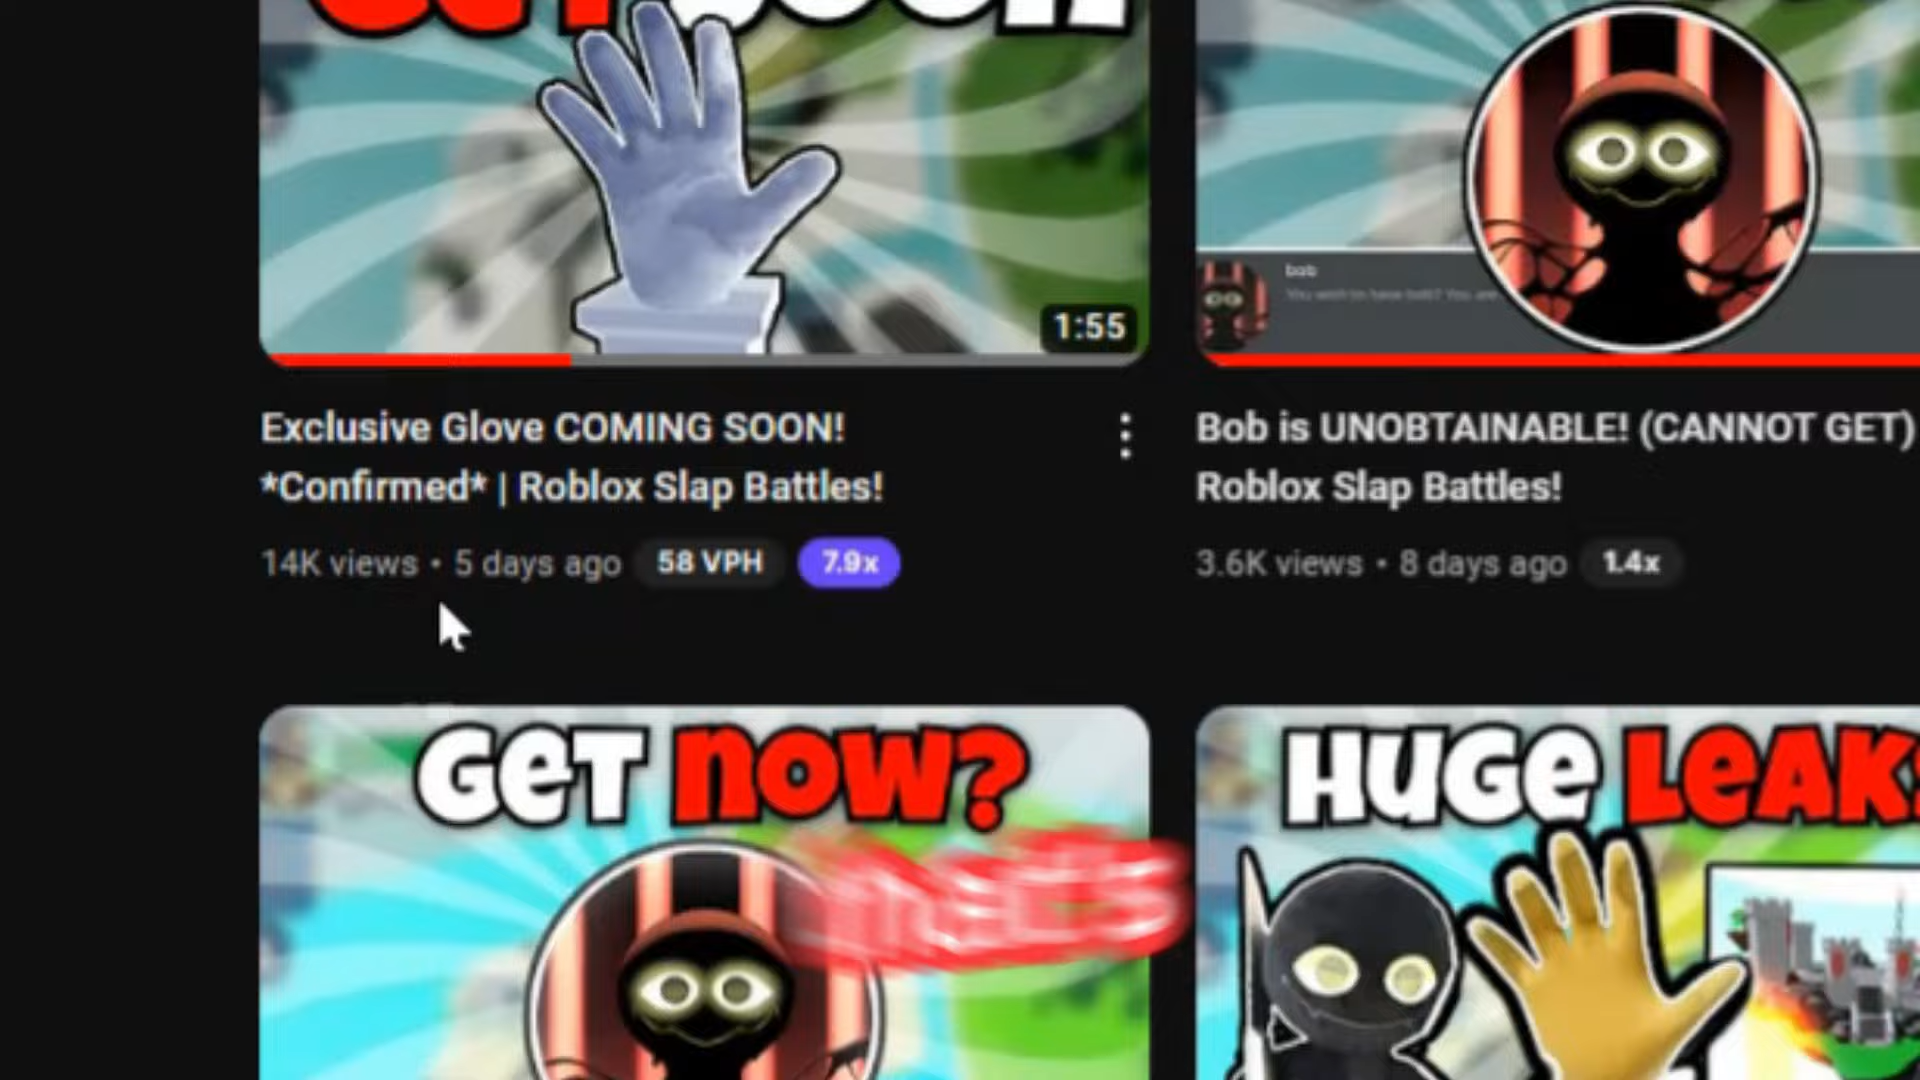 1:55
bob
Exclusive Glove COMING SOON!
*Confirmed* | Roblox Slap Battles!
14K views • 5 days ago 58 VPH 7.9x
Bob is UNOBTAINABLE! (CANNOT GET)
Roblox Slap Battles!
3.6K views • 8 days ago 1.4x
GeT now?
HuGe LeAK